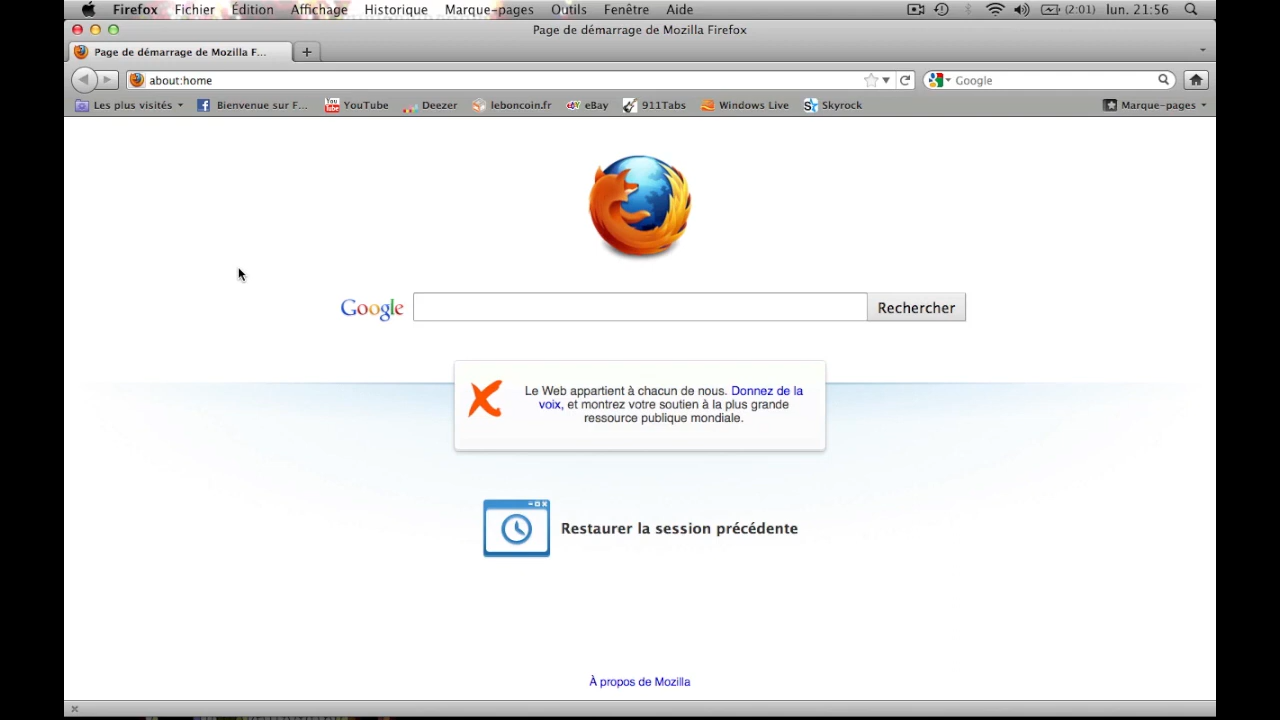 Firefox Fichier Édition Affichage Historique Marque-pages Outils Fenêtre Aide (2:01) lun. 21:56
Page de démarrage de Mozilla Firefox
Page de démarrage de Mozilla F... +
about:home Google
Les plus visités Bienvenue sur F... YouTube Deezer leboncoin.fr eBay 911Tabs Windows Live Skyrock Marque-pages
Google Rechercher
Le Web appartient à chacun de nous. Donnez de la
voix, et montrez votre soutien à la plus grande
ressource publique mondiale.
Restaurer la session précédente
À propos de Mozilla